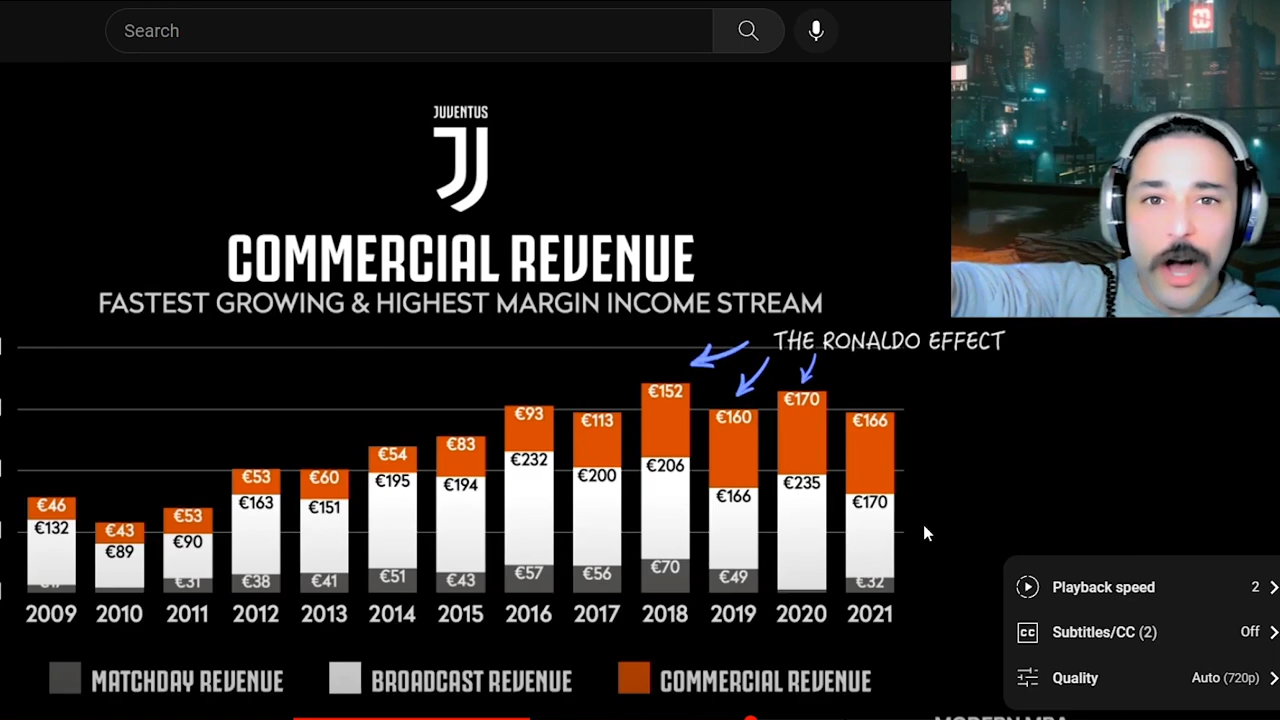 Search
JUVENTUS
COMMERCIAL REVENUE
FASTEST GROWING & HIGHEST MARGIN INCOME STREAM
THE RONALDO EFFECT
€46 €43 €53 €53 €60 €54 €83 €93 €113 €152 €160 €170 €166
€132 €89 €90 €163 €151 €195 €194 €232 €200 €206 €166 €235 €170
€31 €38 €41 €51 €43 €57 €56 €70 €49 €32
2009 2010 2011 2012 2013 2014 2015 2016 2017 2018 2019 2020 2021
MATCHDAY REVENUE BROADCAST REVENUE COMMERCIAL REVENUE
Playback speed 2
CC Subtitles/CC (2) Off
Quality Auto (720p)